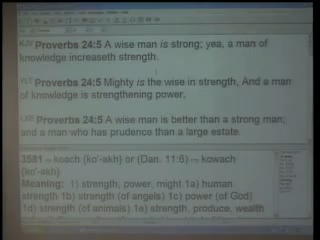 KJV Proverbs 24:5 A wise man is strong; yea, a man of
knowledge increaseth strength.
YLT Proverbs 24:5 Mighty is the wise in strength, And a man
of knowledge is strengthening power,
LXE Proverbs 24:5 A wise man is better than a strong man;
and a man who has prudence than a large estate.
3581 koach {ko'-akh} or (Dan. 11:6) kowach
{ko'-akh}
Meaning: 1) strength, power, might 1a) human
strength 1b) strength (of angels) 1c) power (of God)
1d) strength (of animals) 1e) strength, produce, wealth